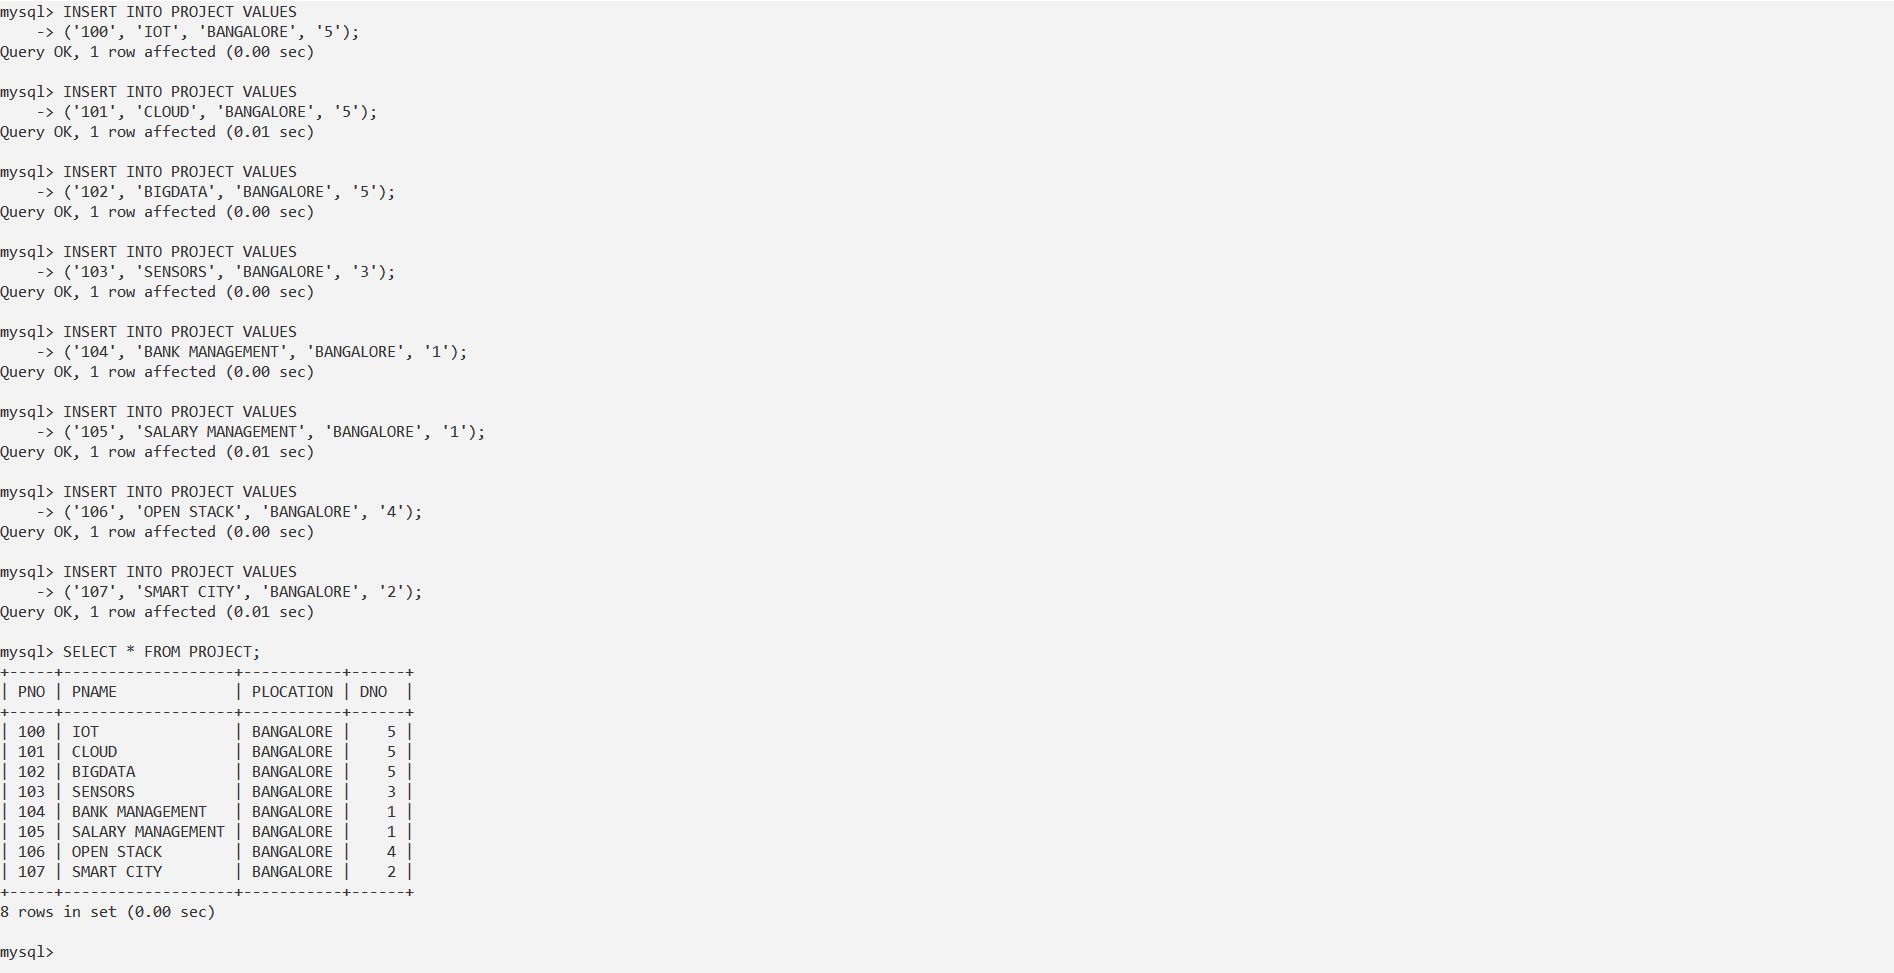 mysql> INSERT INTO PROJECT VALUES
    -> ('100', 'IOT', 'BANGALORE', '5');
Query OK, 1 row affected (0.00 sec)

mysql> INSERT INTO PROJECT VALUES
    -> ('101', 'CLOUD', 'BANGALORE', '5');
Query OK, 1 row affected (0.01 sec)

mysql> INSERT INTO PROJECT VALUES
    -> ('102', 'BIGDATA', 'BANGALORE', '5');
Query OK, 1 row affected (0.00 sec)

mysql> INSERT INTO PROJECT VALUES
    -> ('103', 'SENSORS', 'BANGALORE', '3');
Query OK, 1 row affected (0.00 sec)

mysql> INSERT INTO PROJECT VALUES
    -> ('104', 'BANK MANAGEMENT', 'BANGALORE', '1');
Query OK, 1 row affected (0.00 sec)

mysql> INSERT INTO PROJECT VALUES
    -> ('105', 'SALARY MANAGEMENT', 'BANGALORE', '1');
Query OK, 1 row affected (0.01 sec)

mysql> INSERT INTO PROJECT VALUES
    -> ('106', 'OPEN STACK', 'BANGALORE', '4');
Query OK, 1 row affected (0.00 sec)

mysql> INSERT INTO PROJECT VALUES
    -> ('107', 'SMART CITY', 'BANGALORE', '2');
Query OK, 1 row affected (0.01 sec)

mysql> SELECT * FROM PROJECT;
+-----+-------------------+-----------+------+
| PNO | PNAME             | PLOCATION | DNO  |
+-----+-------------------+-----------+------+
| 100 | IOT               | BANGALORE |    5 |
| 101 | CLOUD             | BANGALORE |    5 |
| 102 | BIGDATA           | BANGALORE |    5 |
| 103 | SENSORS           | BANGALORE |    3 |
| 104 | BANK MANAGEMENT   | BANGALORE |    1 |
| 105 | SALARY MANAGEMENT | BANGALORE |    1 |
| 106 | OPEN STACK        | BANGALORE |    4 |
| 107 | SMART CITY        | BANGALORE |    2 |
+-----+-------------------+-----------+------+
8 rows in set (0.00 sec)

mysql>